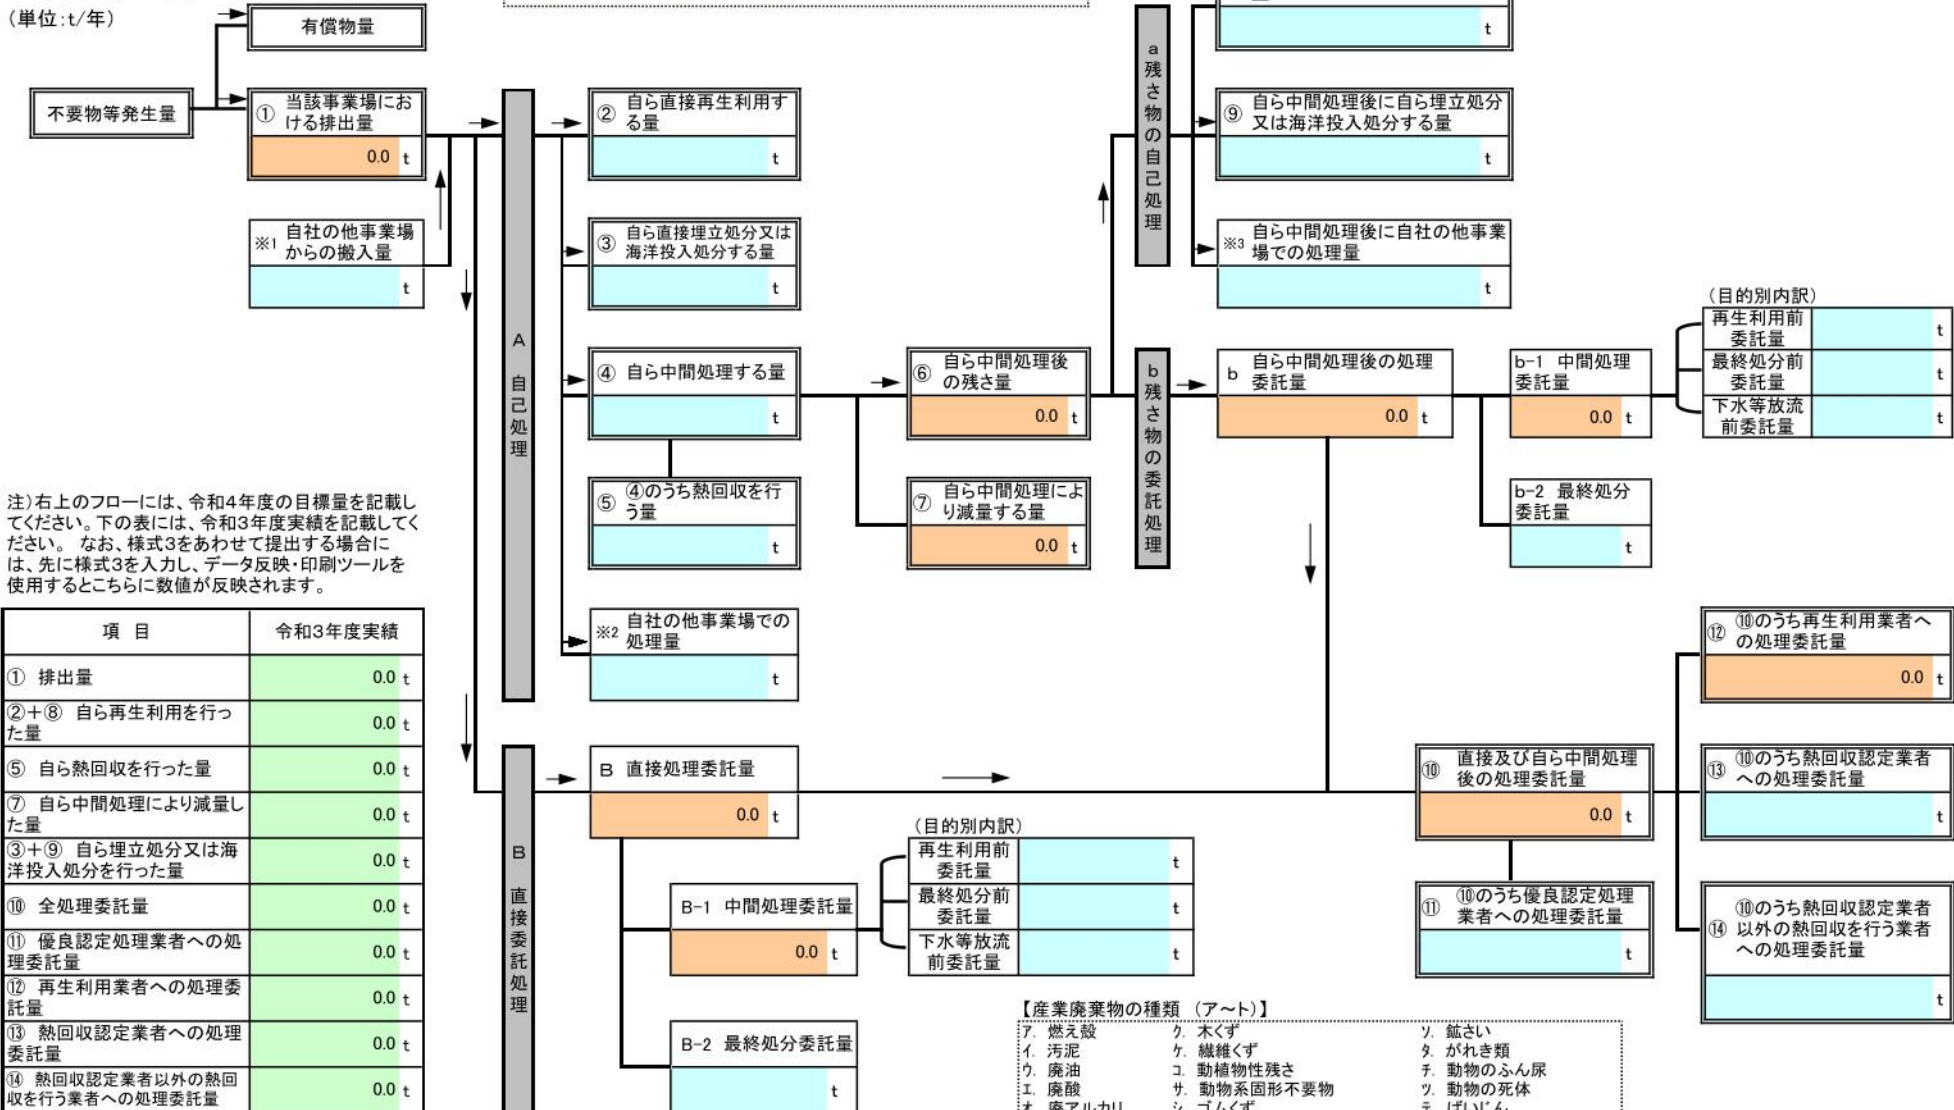 (単位:t/年)
有償物量
不要物等発生量
① 当該事業場にお
ける排出量
0.0 t
※1 自社の他事業場
からの搬入量
t
A 自己処理
② 自ら直接再生利用す
る量
t
③ 自ら直接埋立処分又は
海洋投入処分する量
t
④ 自ら中間処理する量
t
⑤ ④のうち熱回収を行
う量
t
※2 自社の他事業場での
処理量
t
⑥ 自ら中間処理後
の残さ量
0.0 t
⑦ 自ら中間処理によ
り減量する量
0.0 t
a 残さ物の自己処理
t
⑨ 自ら中間処理後に自ら埋立処分
又は海洋投入処分する量
t
※3 自ら中間処理後に自社の他事業
場での処理量
t
b 残さ物の委託処理
b 自ら中間処理後の処理
委託量
0.0 t
b-1 中間処理
委託量
0.0 t
(目的別内訳)
再生利用前
委託量
t
最終処分前
委託量
t
下水等放流
前委託量
t
b-2 最終処分
委託量
t
注)右上のフローには、令和4年度の目標量を記載し
てください。下の表には、令和3年度実績を記載してく
ださい。 なお、様式3をあわせて提出する場合に
は、先に様式3を入力し、データ反映・印刷ツールを
使用するとこちらに数値が反映されます。
項 目 令和3年度実績
① 排出量 0.0 t
②+⑧ 自ら再生利用を行っ
た量 0.0 t
⑤ 自ら熱回収を行った量 0.0 t
⑦ 自ら中間処理により減量し
た量 0.0 t
③+⑨ 自ら埋立処分又は海
洋投入処分を行った量 0.0 t
⑩ 全処理委託量 0.0 t
⑪ 優良認定処理業者への処
理委託量 0.0 t
⑫ 再生利用業者への処理委
託量 0.0 t
⑬ 熱回収認定業者への処理
委託量 0.0 t
⑭ 熱回収認定業者以外の熱回
収を行う業者への処理委託量 0.0 t
B 直接委託処理
B 直接処理委託量
0.0 t
B-1 中間処理委託量
0.0 t
(目的別内訳)
再生利用前
委託量
t
最終処分前
委託量
t
下水等放流
前委託量
t
B-2 最終処分委託量
t
⑩ 直接及び自ら中間処理
後の処理委託量
0.0 t
⑪ ⑩のうち優良認定処理
業者への処理委託量
t
⑫ ⑩のうち再生利用業者へ
の処理委託量
0.0 t
⑬ ⑩のうち熱回収認定業者
への処理委託量
t
⑭ ⑩のうち熱回収認定業者
以外の熱回収を行う業者
への処理委託量
t
【産業廃棄物の種類 (ア~ト)】
ア. 燃え殻 ク. 木くず ソ. 鉱さい
イ. 汚泥 ケ. 繊維くず タ. がれき類
ウ. 廃油 コ. 動植物性残さ チ. 動物のふん尿
エ. 廃酸 サ. 動物系固形不要物 ツ. 動物の死体
オ. 廃アルカリ シ. ゴムくず テ. ばいじん